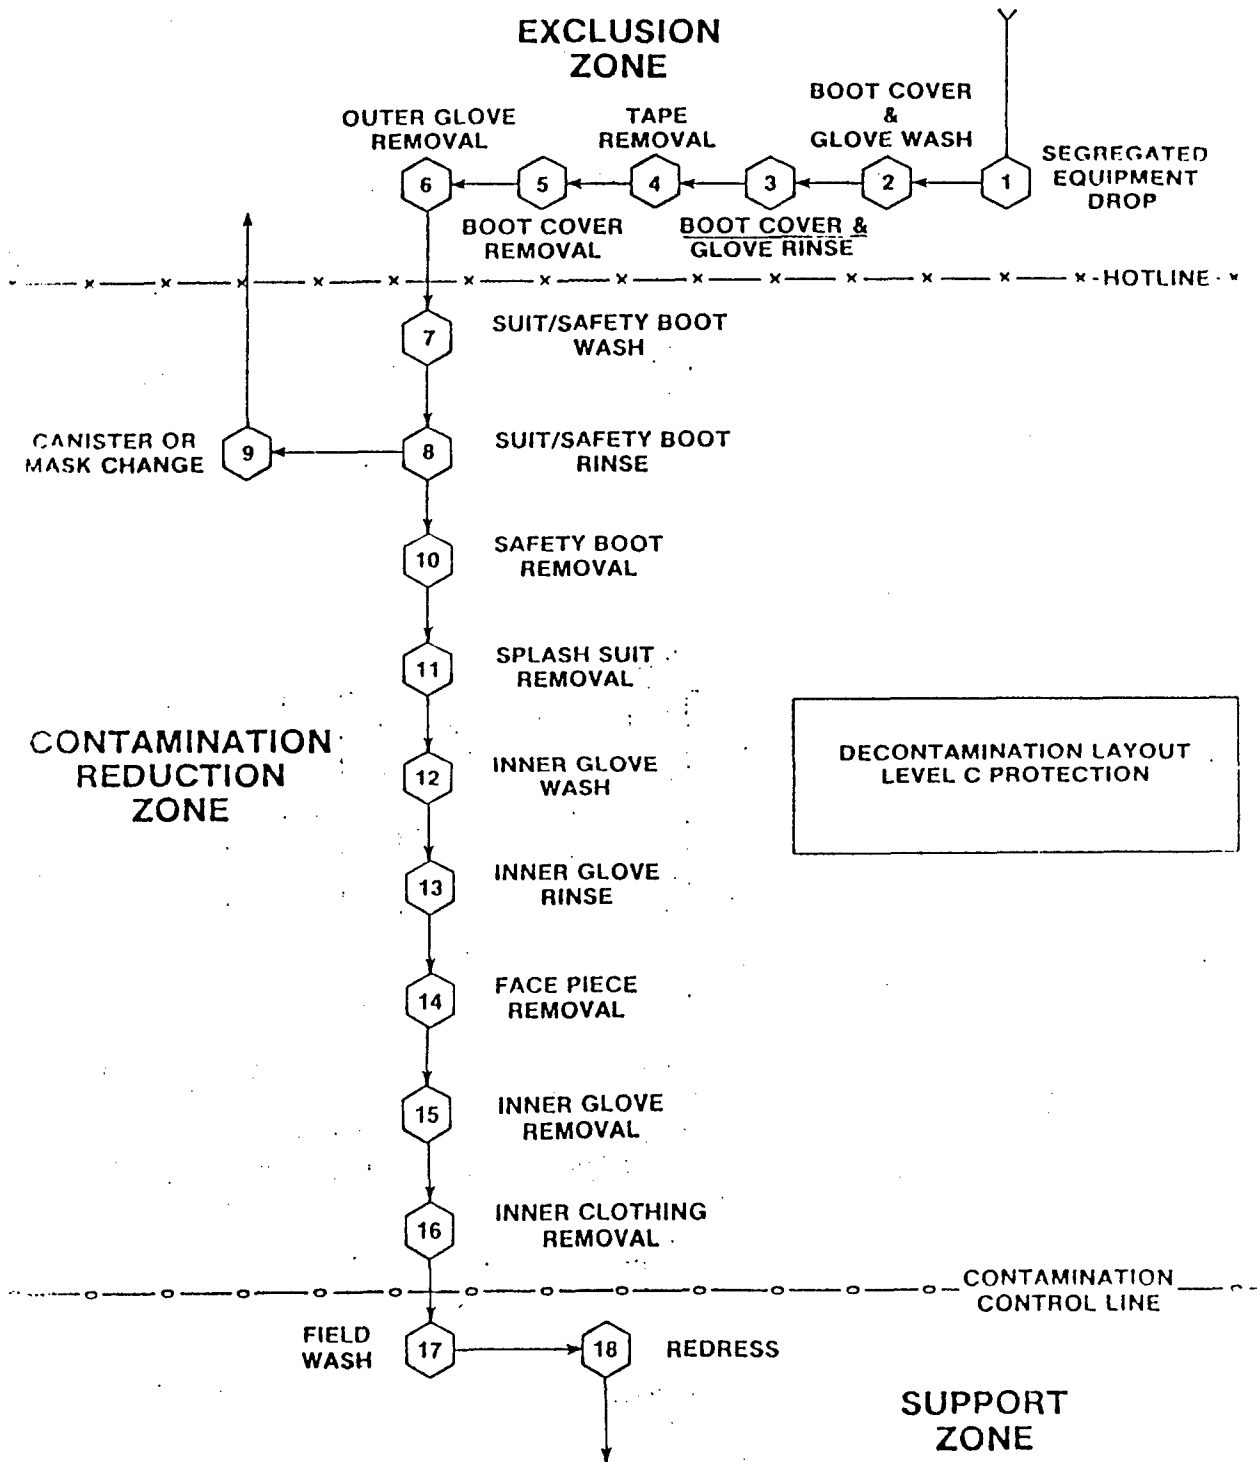 EXCLUSION
ZONE
OUTER GLOVE
REMOVAL
TAPE
REMOVAL
BOOT COVER
&
GLOVE WASH
SEGREGATED
EQUIPMENT
DROP
6
5
4
3
2
1
BOOT COVER
REMOVAL
BOOT COVER &
GLOVE RINSE
HOTLINE
7
SUIT/SAFETY BOOT
WASH
CANISTER OR
MASK CHANGE
9
8
SUIT/SAFETY BOOT
RINSE
10
SAFETY BOOT
REMOVAL
11
SPLASH SUIT
REMOVAL
CONTAMINATION
REDUCTION
ZONE
12
INNER GLOVE
WASH
DECONTAMINATION LAYOUT
LEVEL C PROTECTION
13
INNER GLOVE
RINSE
14
FACE PIECE
REMOVAL
15
INNER GLOVE
REMOVAL
16
INNER CLOTHING
REMOVAL
CONTAMINATION
CONTROL LINE
FIELD
WASH
17
18
REDRESS
SUPPORT
ZONE